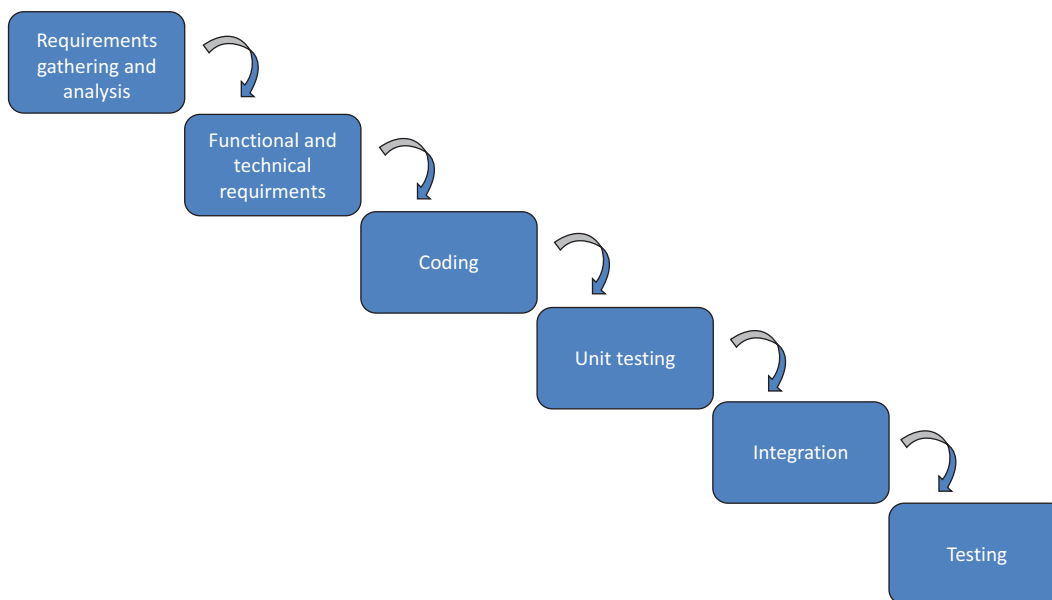 Requirements
gathering and
analysis
Functional and
technical
requirments
Coding
Unit testing
Integration
Testing